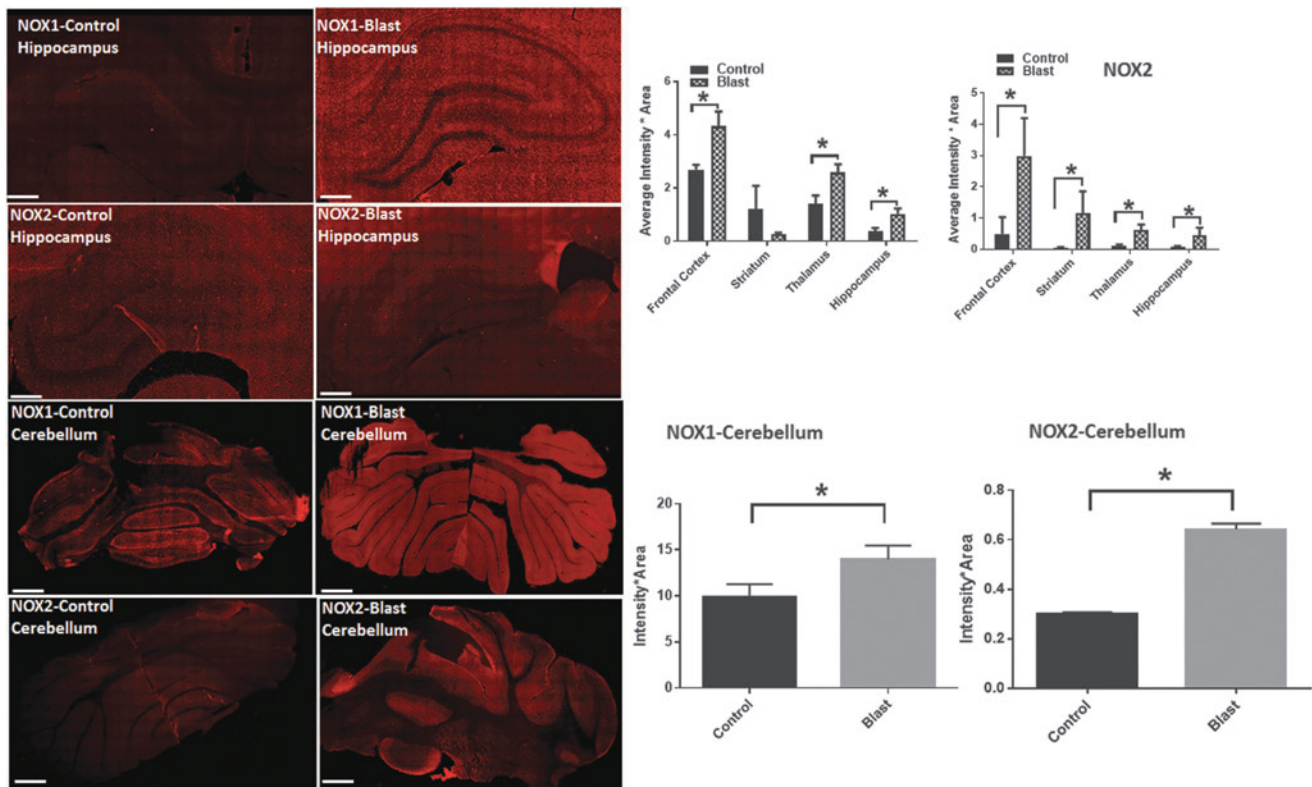 NOX1-Control
Hippocampus
NOX1-Blast
Hippocampus
NOX2-Control
Hippocampus
NOX2-Blast
Hippocampus
NOX1-Control
Cerebellum
NOX1-Blast
Cerebellum
NOX2-Control
Cerebellum
NOX2-Blast
Cerebellum
Control
Blast
Average Intensity * Area
6
4
2
0
*
*
*
Frontal Cortex
Striatum
Thalamus
Hippocampus
NOX2
Control
Blast
Average Intensity * Area
5
4
3
2
1
0
*
*
*
*
Frontal Cortex
Striatum
Thalamus
Hippocampus
NOX1-Cerebellum
Intensity*Area
20
15
10
5
0
*
Control
Blast
NOX2-Cerebellum
Intensity*Area
0.8
0.6
0.4
0.2
0.0
*
Control
Blast